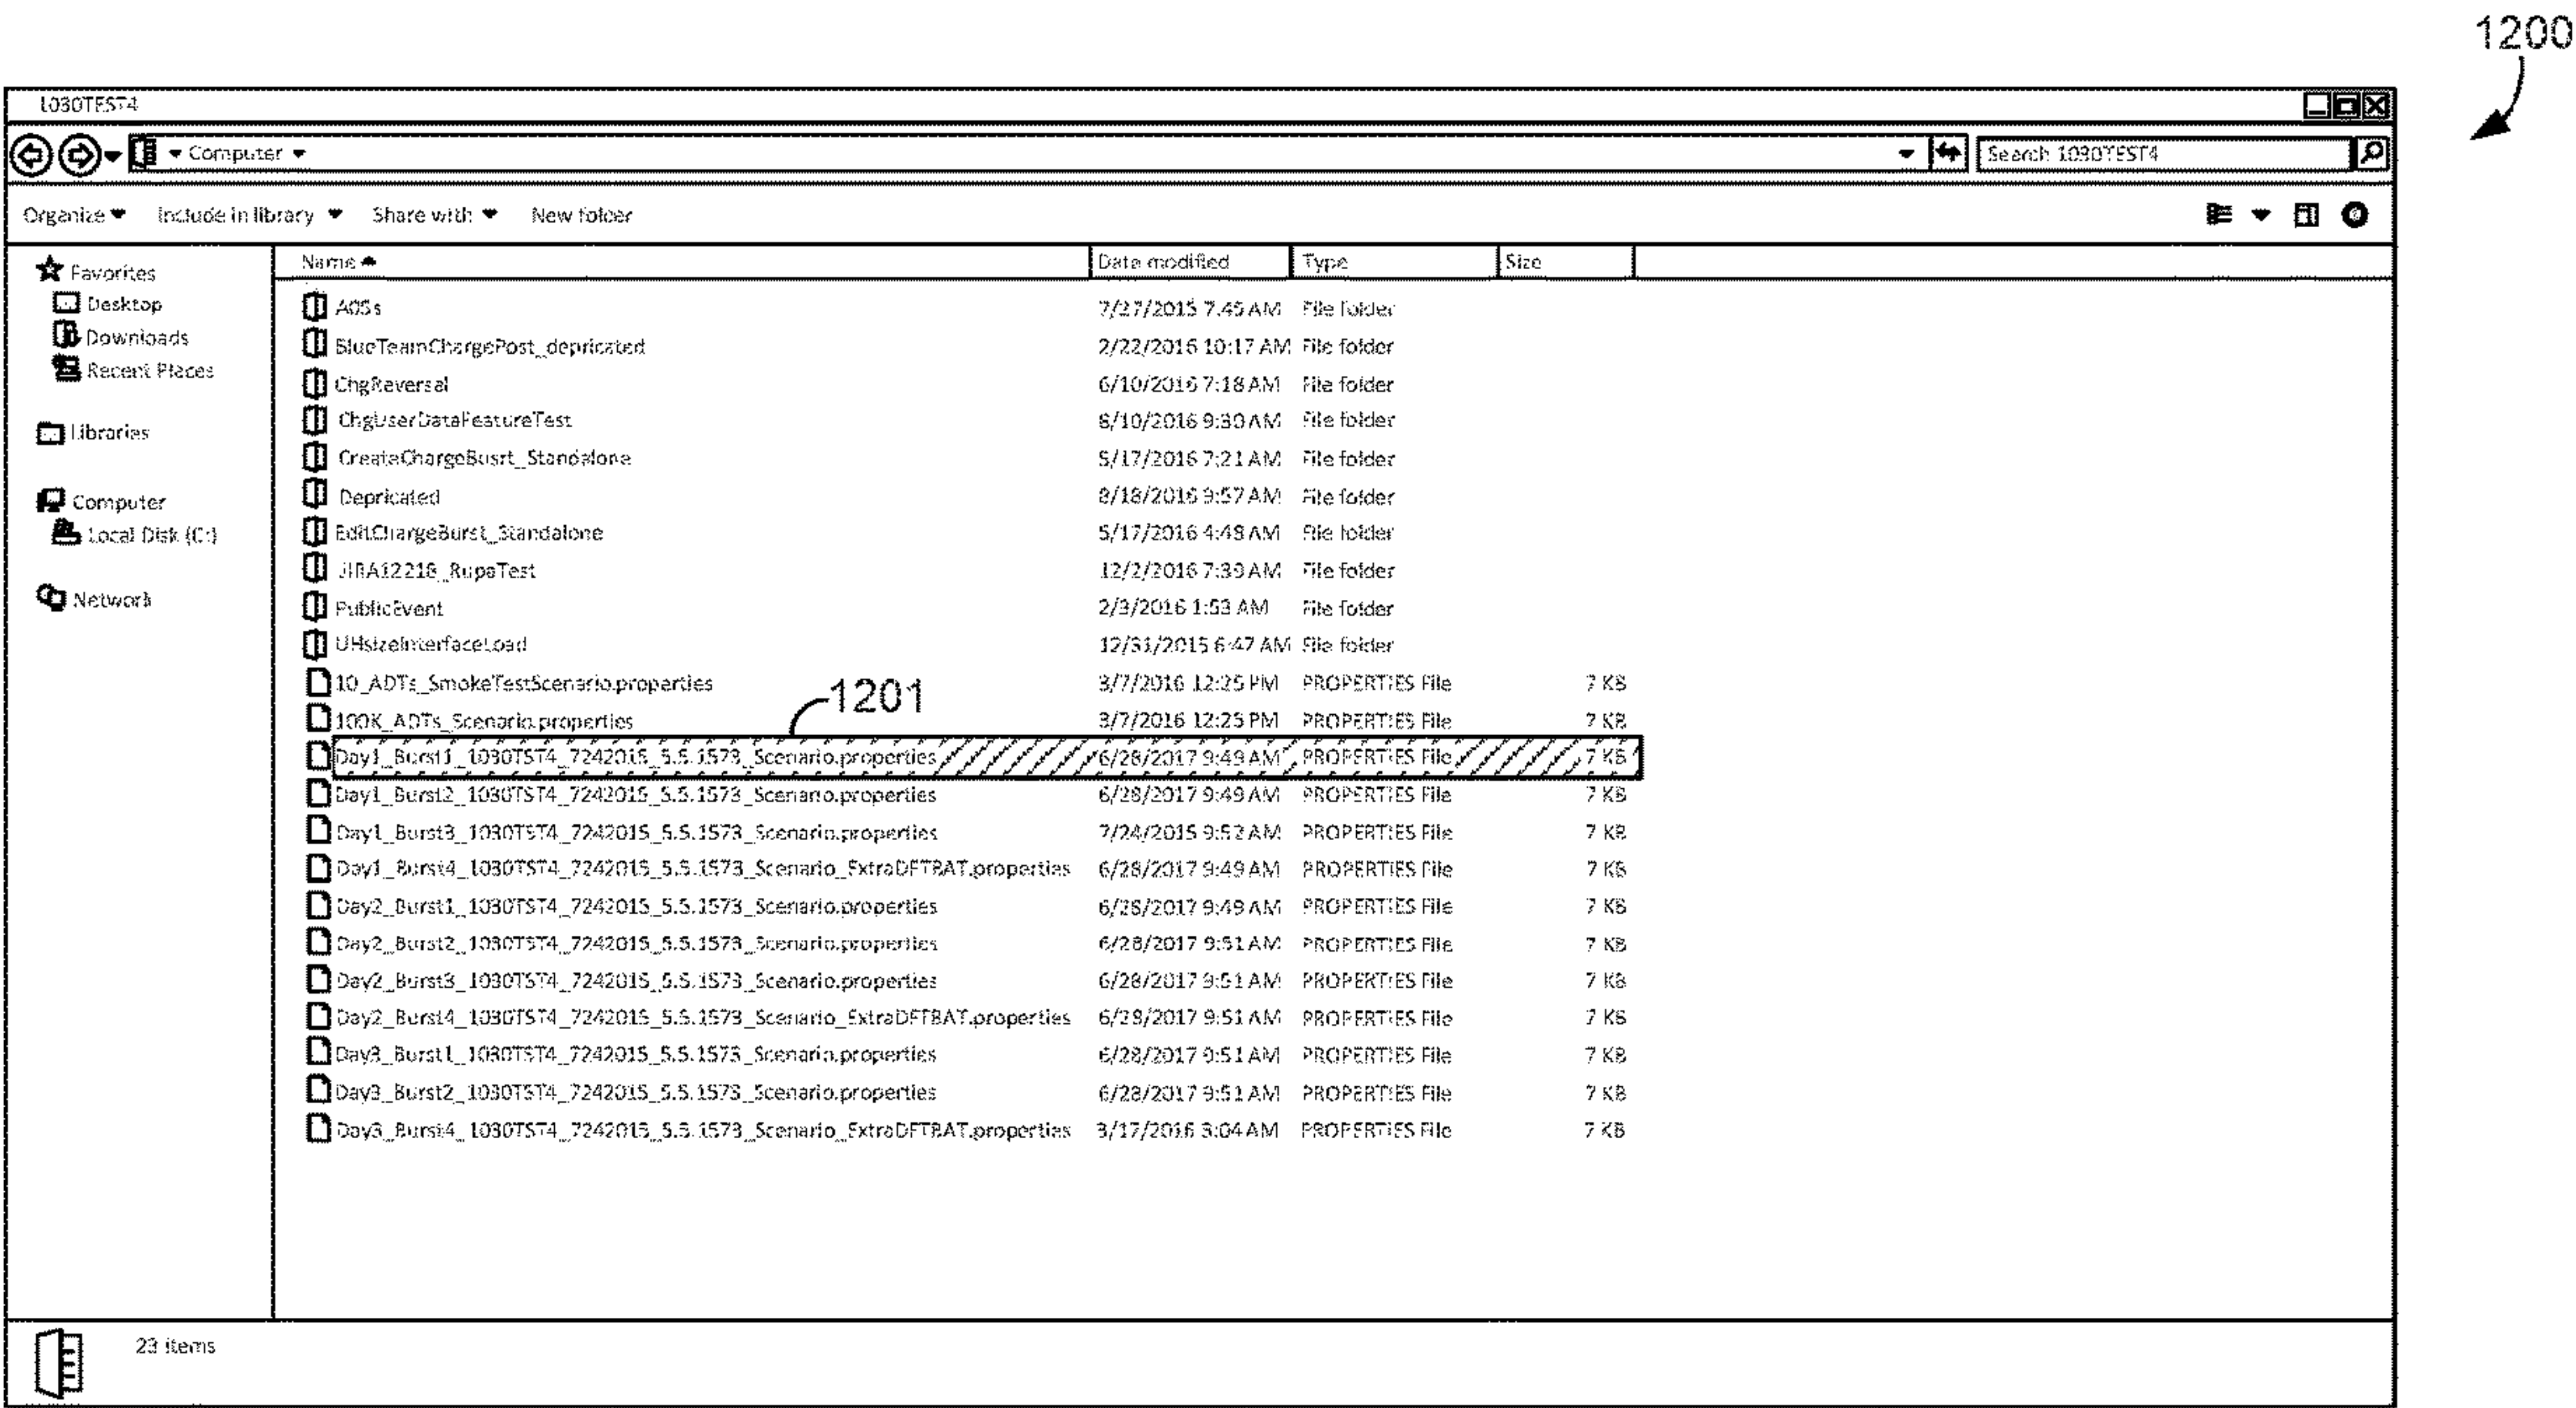 1200
1030TEST4
Computer
Search 1030TEST4
Organize Include in library Share with New folder
Favorites
Desktop
Downloads
Recent Places
Libraries
Computer
Local Disk (C:)
Network
Name Date modified Type Size
7/27/2015 7:45 AM File folder
BlueTeamChargePost_depricated 2/22/2016 10:17 AM File folder
ChgReversal 6/10/2016 7:18 AM File folder
ChgUserDataFeatureTest 8/10/2016 9:30 AM File folder
CreateChargeBusrt_Standalone 5/17/2016 7:21 AM File folder
Depricated 8/18/2016 9:57 AM File folder
EditChargeBurst_Standalone 5/17/2016 4:48 AM File folder
JIRA12218_RupaTest 12/2/2016 7:39 AM File folder
PublicEvent 2/3/2016 1:53 AM File folder
UHsizeInterfaceLoad 12/31/2015 6:47 AM File folder
10_ADTs_SmokeTestScenario.properties 3/7/2016 12:25 PM PROPERTIES File 7 KB
1201
100K_ADTs_Scenario.properties 3/7/2016 12:25 PM PROPERTIES File 7 KB
Day1_Burst1_1030TST4_7242015_5.5.1573_Scenario.properties 6/28/2017 9:49 AM PROPERTIES File 7 KB
Day1_Burst2_1030TST4_7242015_5.5.1573_Scenario.properties 6/28/2017 9:49 AM PROPERTIES File 7 KB
Day1_Burst3_1030TST4_7242015_5.5.1573_Scenario.properties 7/24/2015 9:52 AM PROPERTIES File 7 KB
Day1_Burst4_1030TST4_7242015_5.5.1573_Scenario_ExtraDFTBAT.properties 6/28/2017 9:49 AM PROPERTIES File 7 KB
Day2_Burst1_1030TST4_7242015_5.5.1573_Scenario.properties 6/28/2017 9:49 AM PROPERTIES File 7 KB
Day2_Burst2_1030TST4_7242015_5.5.1573_Scenario.properties 6/28/2017 9:51 AM PROPERTIES File 7 KB
Day2_Burst3_1030TST4_7242015_5.5.1573_Scenario.properties 6/28/2017 9:51 AM PROPERTIES File 7 KB
Day2_Burst4_1030TST4_7242015_5.5.1573_Scenario_ExtraDFTBAT.properties 6/28/2017 9:51 AM PROPERTIES File 7 KB
Day3_Burst1_1030TST4_7242015_5.5.1573_Scenario.properties 6/28/2017 9:51 AM PROPERTIES File 7 KB
Day3_Burst2_1030TST4_7242015_5.5.1573_Scenario.properties 6/28/2017 9:51 AM PROPERTIES File 7 KB
Day3_Burst4_1030TST4_7242015_5.5.1573_Scenario_ExtraDFTBAT.properties 3/17/2016 3:04 AM PROPERTIES File 7 KB
23 items